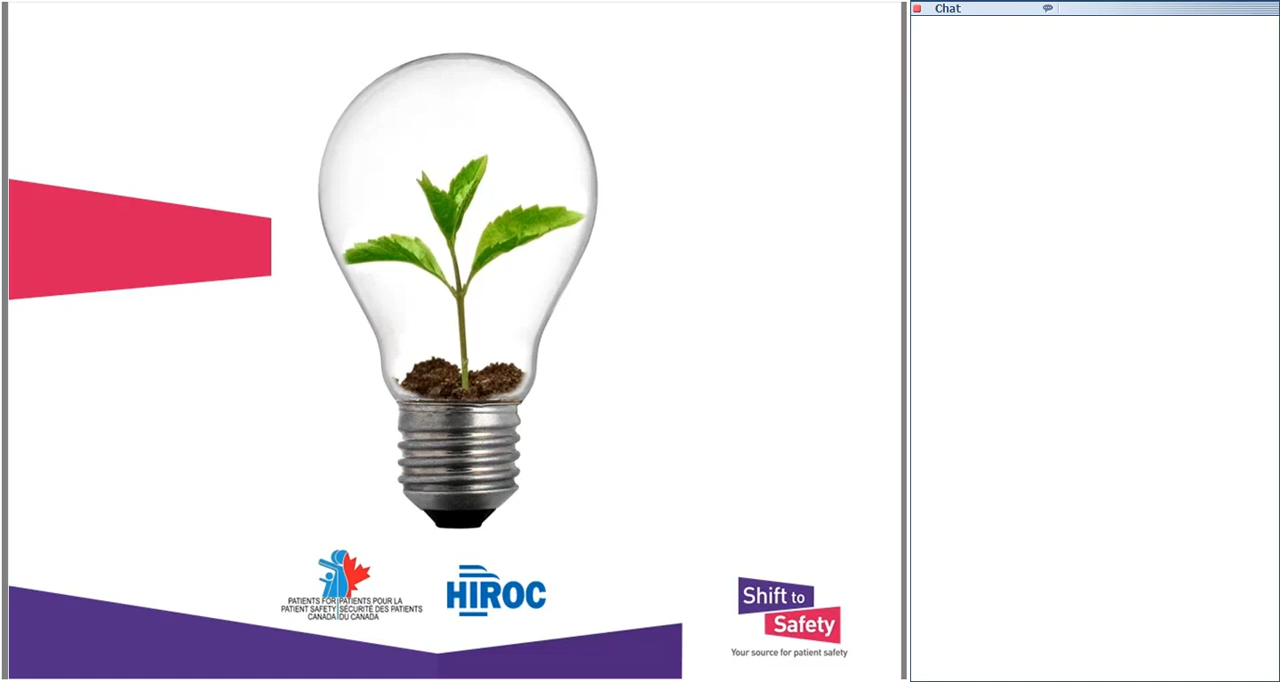 Chat
PATIENTS FOR PATIENTS POUR LA
PATIENT SAFETY SÉCURITÉ DES PATIENTS
CANADA DU CANADA
HIROC
Shift to
Safety
Your source for patient safety